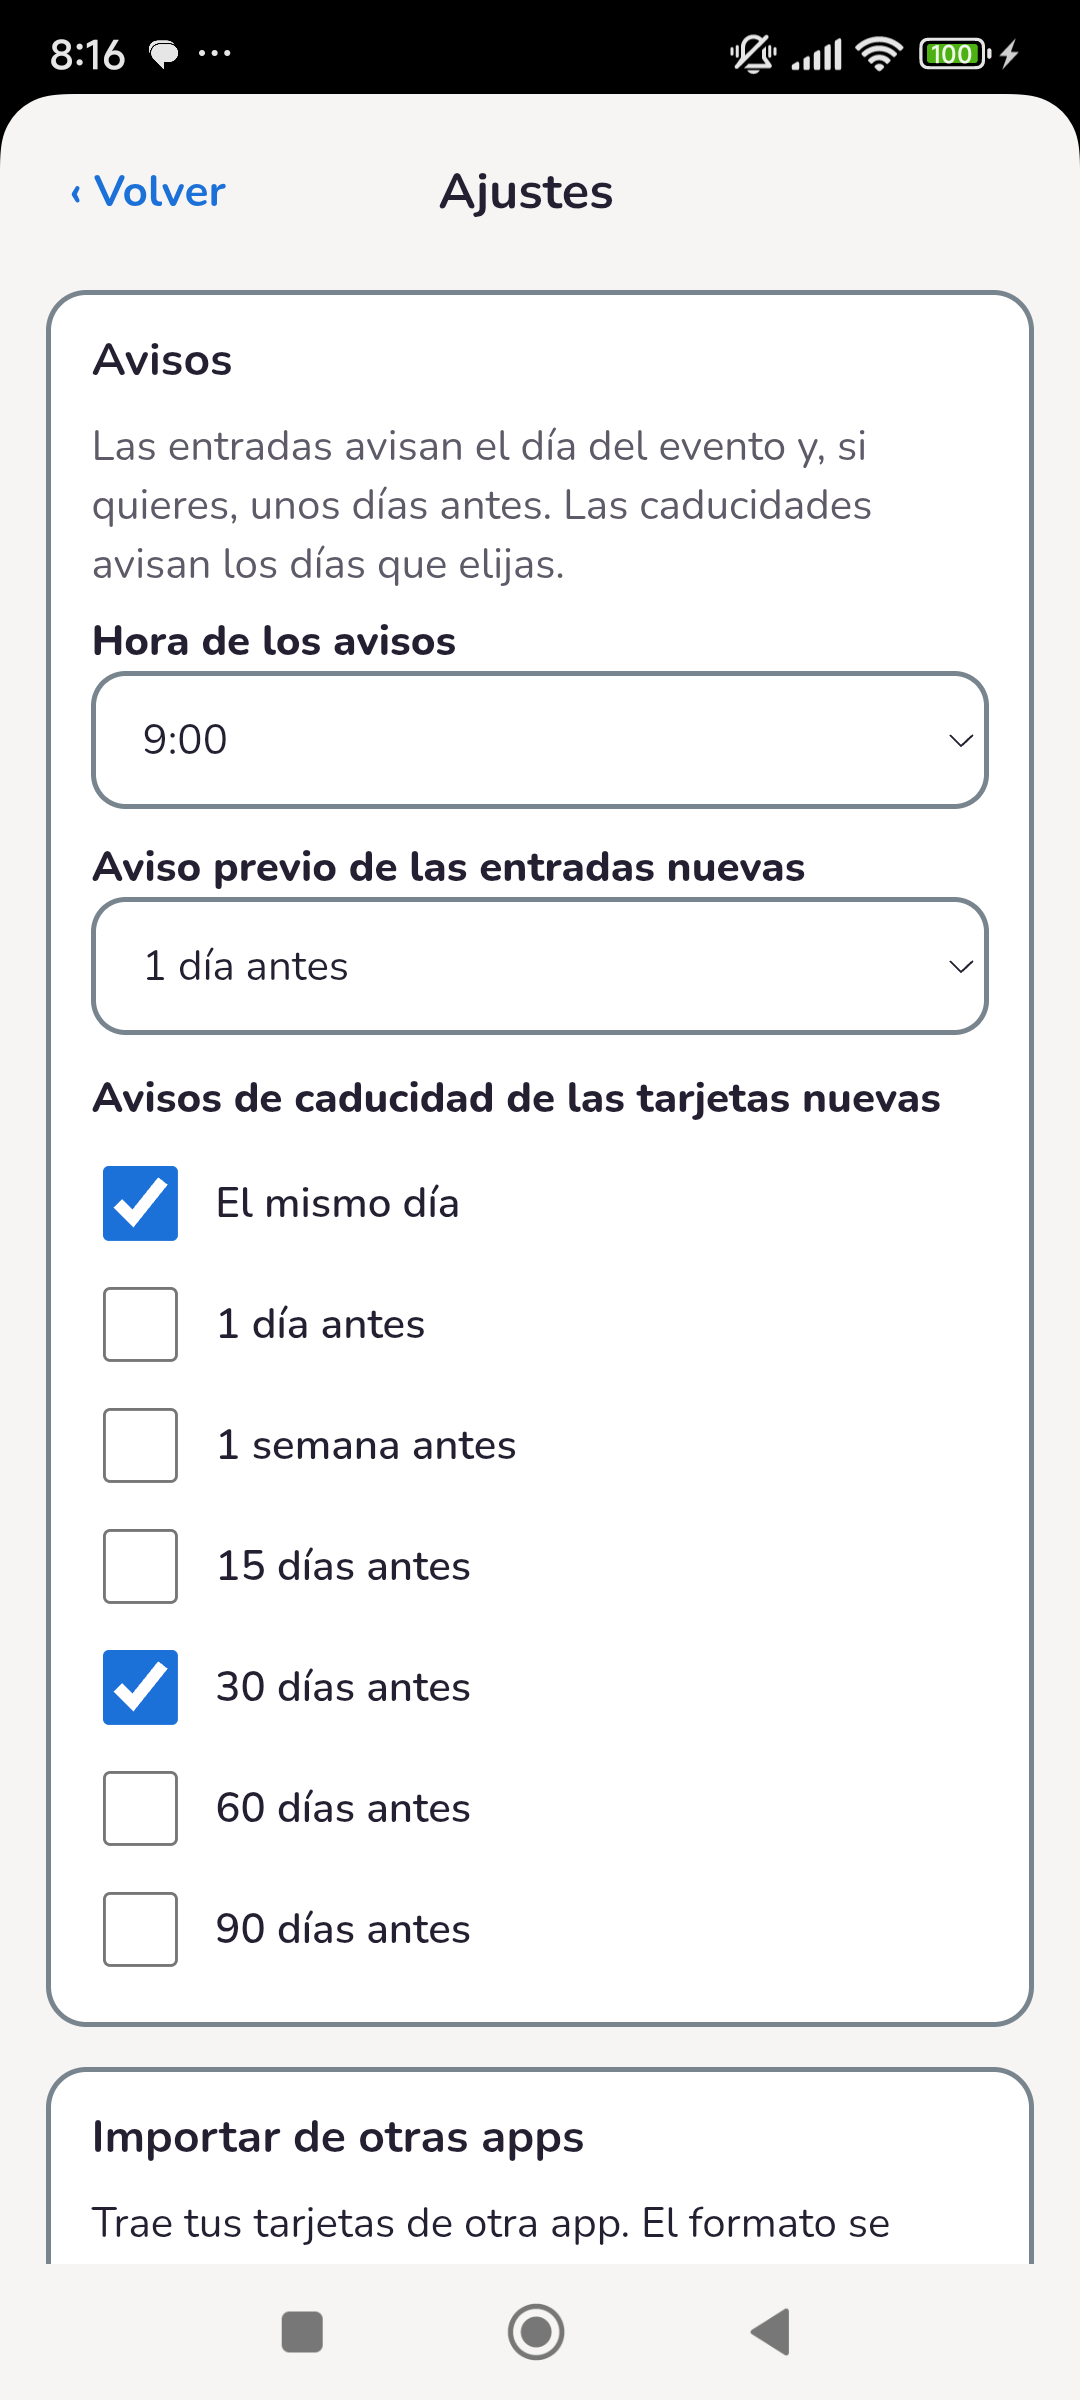 8:16
100
‹ Volver
Ajustes
Avisos
Las entradas avisan el día del evento y, si
quieres, unos días antes. Las caducidades
avisan los días que elijas.
Hora de los avisos
9:00
Aviso previo de las entradas nuevas
1 día antes
Avisos de caducidad de las tarjetas nuevas
El mismo día
1 día antes
1 semana antes
15 días antes
30 días antes
60 días antes
90 días antes
Importar de otras apps
Trae tus tarjetas de otra app. El formato se